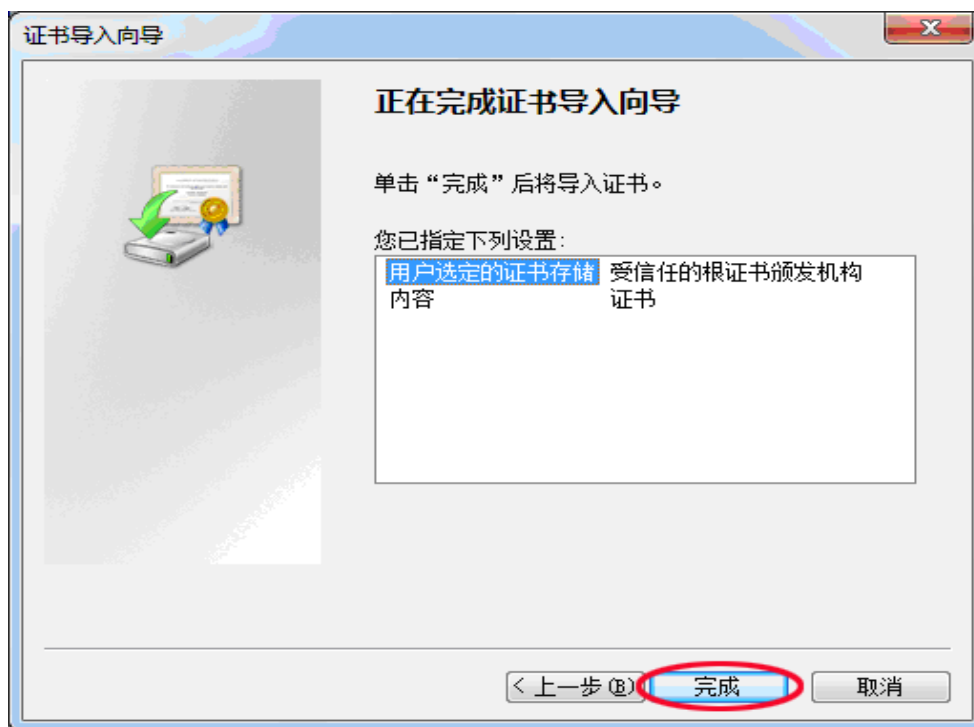 证书导入向导
正在完成证书导入向导
单击“完成”后将导入证书。
您已指定下列设置:
用户选定的证书存储 受信任的根证书颁发机构
内容 证书
< 上一步(B) 完成 取消